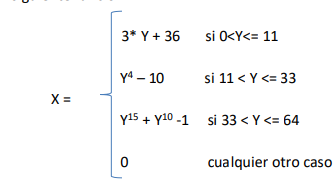 3* Y + 36 si 0<Y<= 11
Y⁴ – 10 si 11 < Y <= 33
X =
Y¹⁵ + Y¹⁰ -1 si 33 < Y <= 64
0 cualquier otro caso